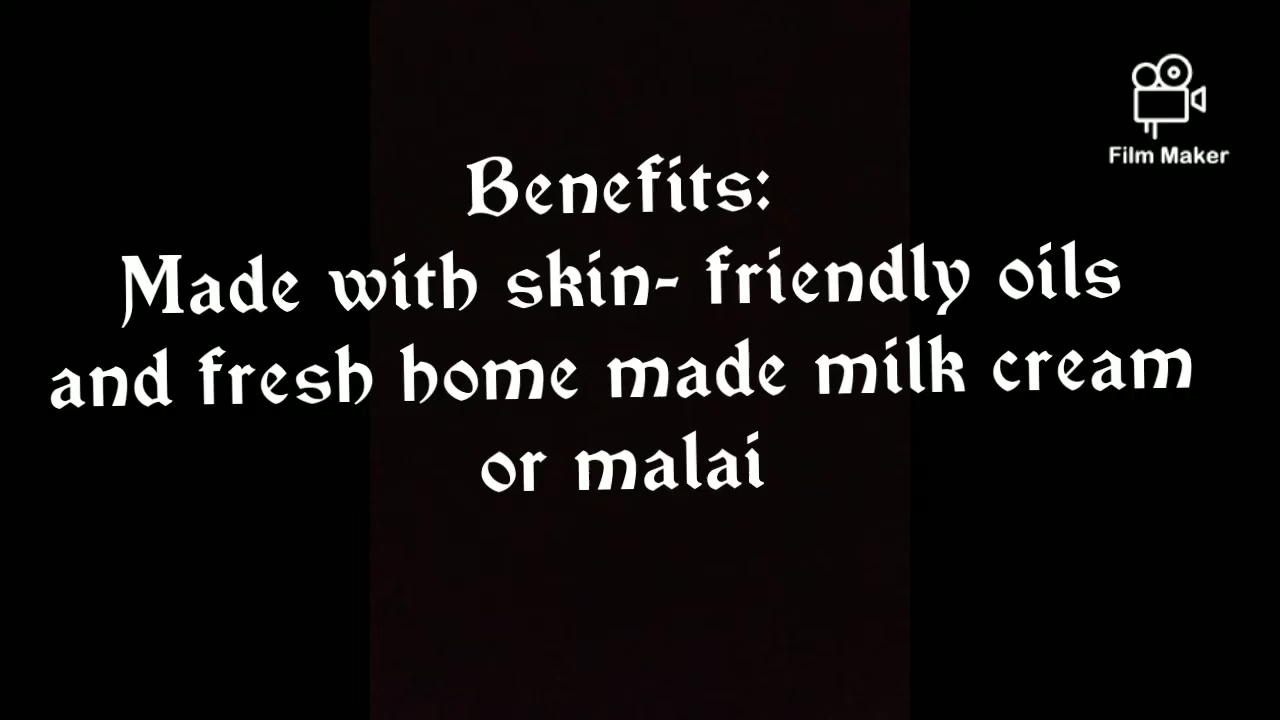 Film Maker
Benefits:
Made with skin- friendly oils
and fresh home made milk cream
or malai